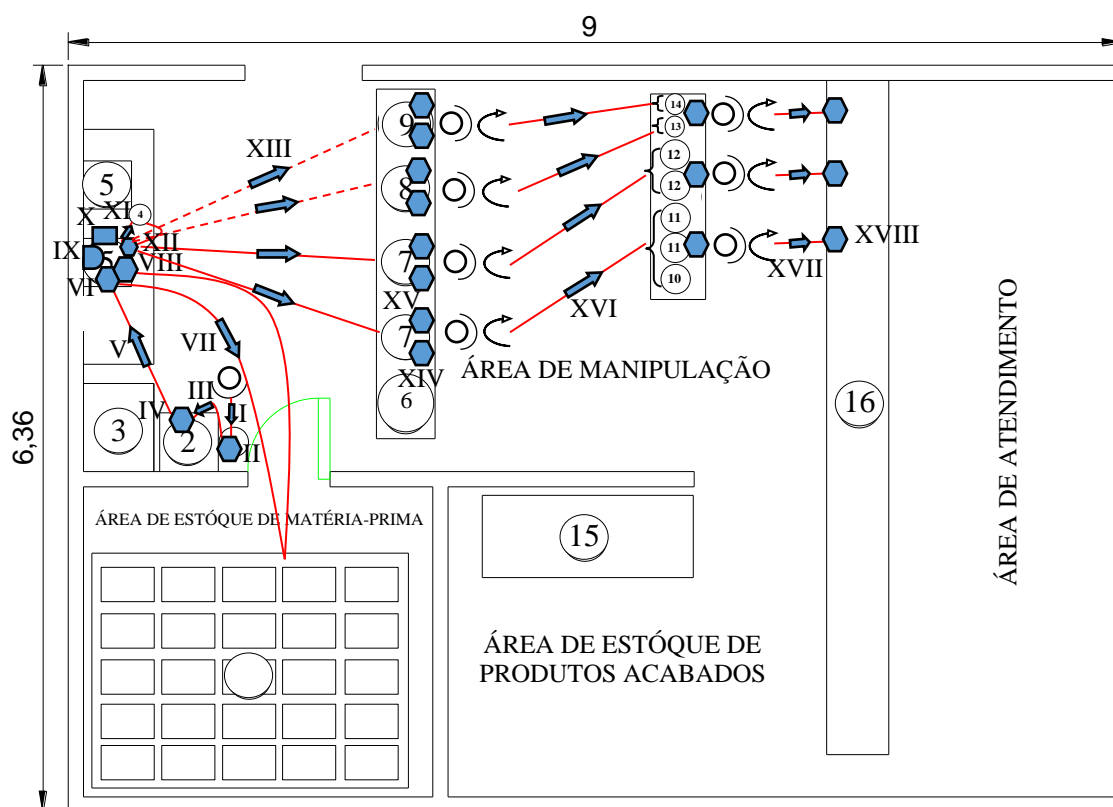 9
6,36
XIII
9
14
13
5
8
12
12
X
XI
4
XII
IX
5
VIII
VI
7
11
11
10
XVIII
XVII
XV
XVI
V
VII
7
XIV
ÁREA DE MANIPULAÇÃO
III
I
IV
II
3
2
6
16
ÁREA DE ATENDIMENTO
ÁREA DE ESTÓQUE DE MATÉRIA-PRIMA
15
ÁREA DE ESTÓQUE DE
PRODUTOS ACABADOS